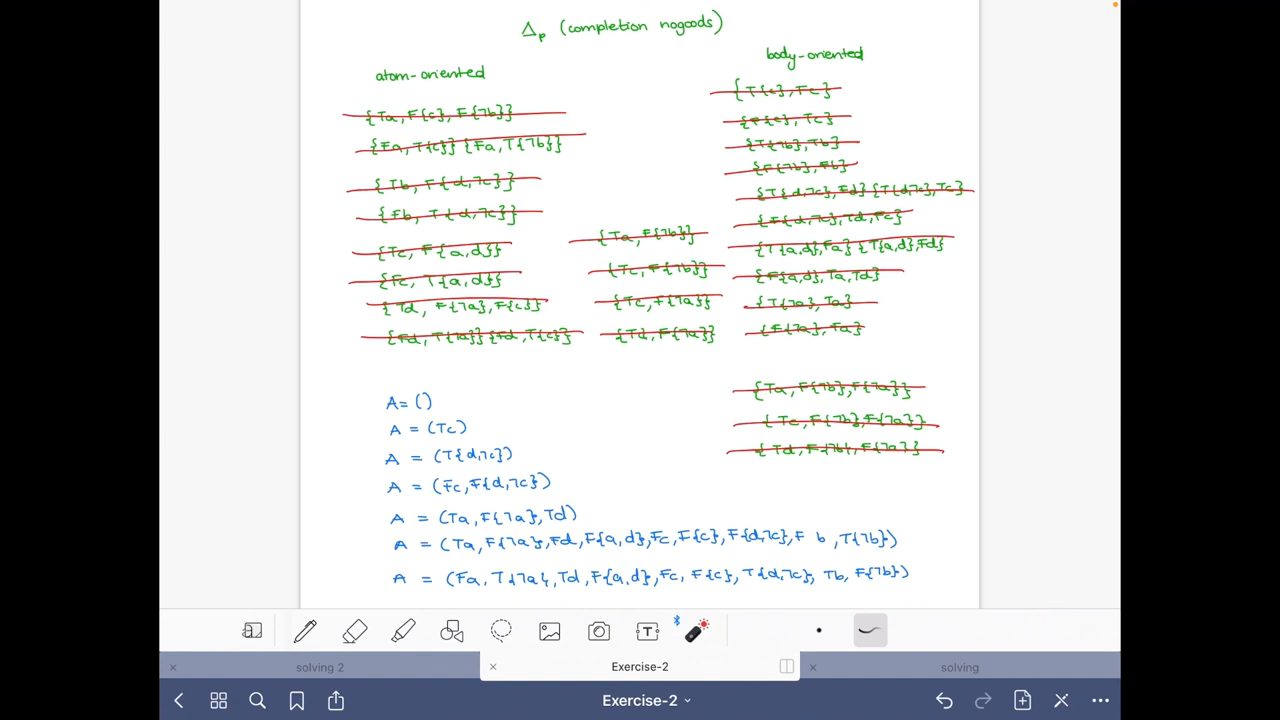 Δp (completion nogoods)
atom-oriented
{Ta, F{c}, F{¬b}}
{Fa, T{c}} {Fa, T{¬b}}
{Tb, F{d,¬c}}
{Fb, T{d,¬c}}
{Tc, F{a,d}}
{Fc, T{a,d}}
{Td, F{¬a}, F{c}}
{Fd, T{¬a}} {Fd, T{c}}
{Ta, F{¬b}}
{Tc, F{¬b}}
{Tc, F{¬a}}
{Td, F{¬a}}
body-oriented
{T{c}, Fc}
{F{c}, Tc}
{T{¬b}, Tb}
{F{¬b}, Fb}
{T{d,¬c}, Fd} {T{d,¬c}, Tc}
{F{d,¬c}, Td, Fc}
{T{a,d}, Fa} {T{a,d}, Fd}
{F{a,d}, Ta, Td}
{T{¬a}, Ta}
{F{¬a}, Fa}
{Ta, F{¬b}, F{¬a}}
{Tc, F{¬b}, F{¬a}}
{Td, F{¬b}, F{¬a}}
A = ()
A = (Tc)
A = (T{d,¬c})
A = (Fc, F{d,¬c})
A = (Ta, F{¬a}, Td)
A = (Ta, F{¬a}, Fd, F{a,d}, Fc, F{c}, F{d,¬c}, F b, T{¬b})
A = (Fa, T{¬a}, Td, F{a,d}, Fc, F{c}, T{d,¬c}, Tb, F{¬b})
solving 2
Exercise-2
solving
Exercise-2